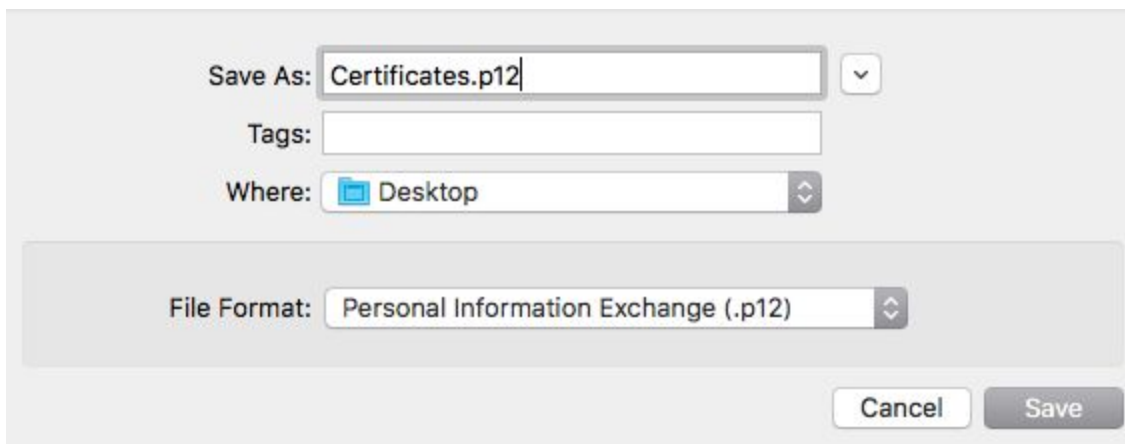 Save As: Certificates.p12
Tags:
Where: Desktop
File Format: Personal Information Exchange (.p12)
Cancel Save